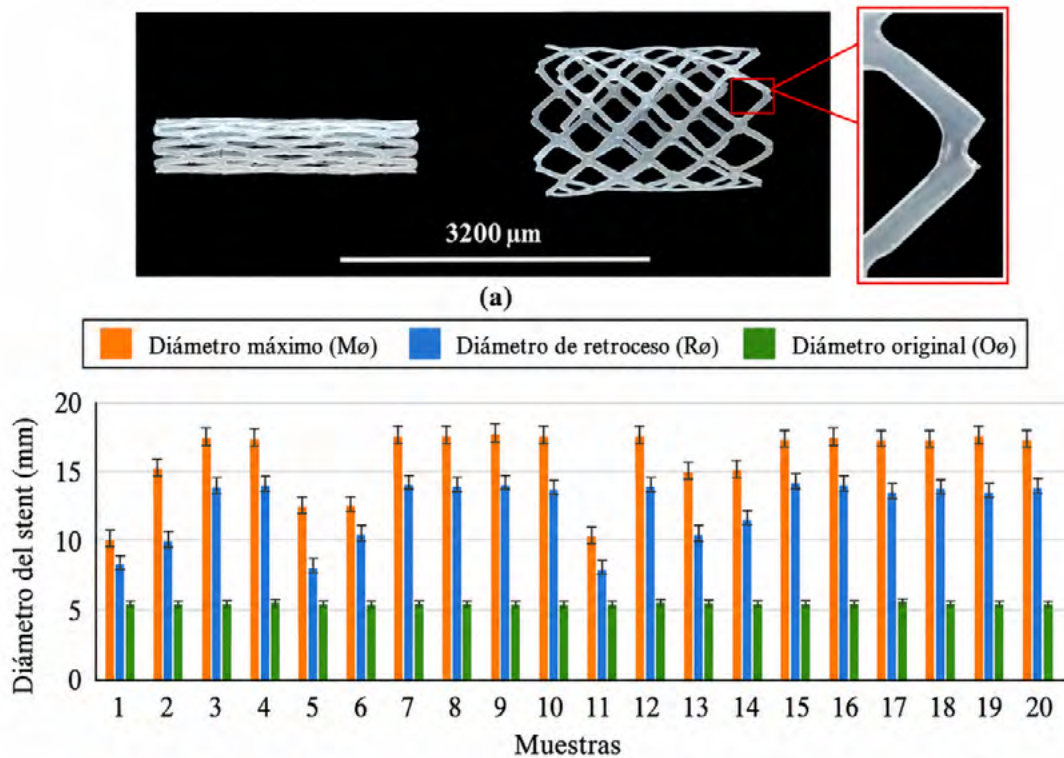 3200 µm
(a)
Diámetro máximo (Mø) Diámetro de retroceso (Rø) Diámetro original (Oø)
Diámetro del stent (mm)
20
15
10
5
0
1 2 3 4 5 6 7 8 9 10 11 12 13 14 15 16 17 18 19 20
Muestras